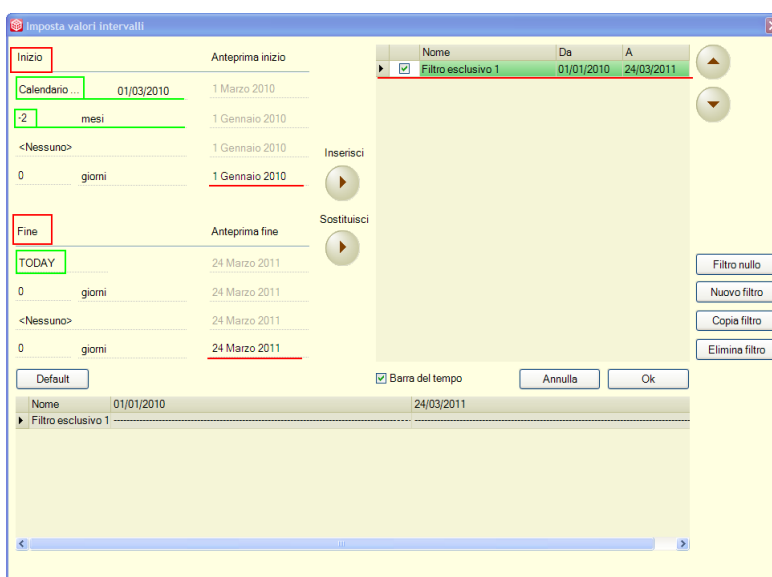 Imposta valori intervalli
Inizio Anteprima inizio
Calendario ... 01/03/2010 1 Marzo 2010
-2 mesi 1 Gennaio 2010
<Nessuno> 1 Gennaio 2010
0 giorni 1 Gennaio 2010
Fine Anteprima fine
TODAY 24 Marzo 2011
0 giorni 24 Marzo 2011
<Nessuno> 24 Marzo 2011
0 giorni 24 Marzo 2011
Inserisci
Sostituisci
Nome Da A
Filtro esclusivo 1 01/01/2010 24/03/2011
Filtro nullo
Nuovo filtro
Copia filtro
Elimina filtro
Default Barra del tempo Annulla Ok
Nome 01/01/2010 24/03/2011
Filtro esclusivo 1